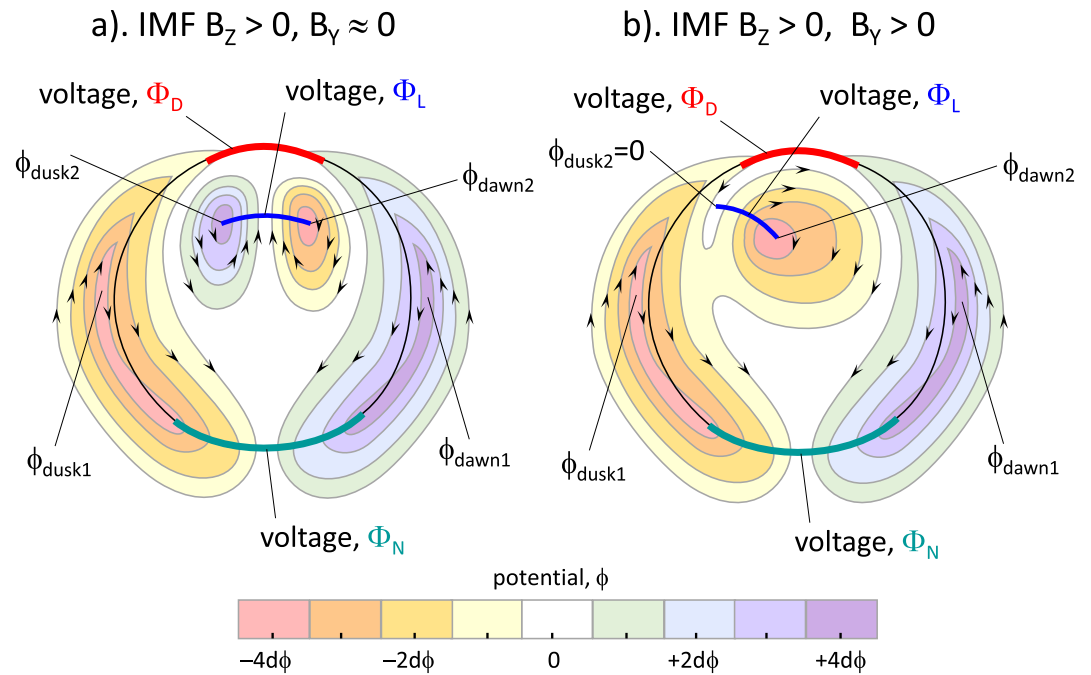 a). IMF B_Z > 0, B_Y ≈ 0
voltage, Φ_D
voltage, Φ_L
ϕ_dusk2
ϕ_dawn2
ϕ_dusk1
ϕ_dawn1
voltage, Φ_N
b). IMF B_Z > 0, B_Y > 0
voltage, Φ_D
voltage, Φ_L
ϕ_dusk2=0
ϕ_dawn2
ϕ_dusk1
ϕ_dawn1
voltage, Φ_N
potential, ϕ
–4dϕ –2dϕ 0 +2dϕ +4dϕ